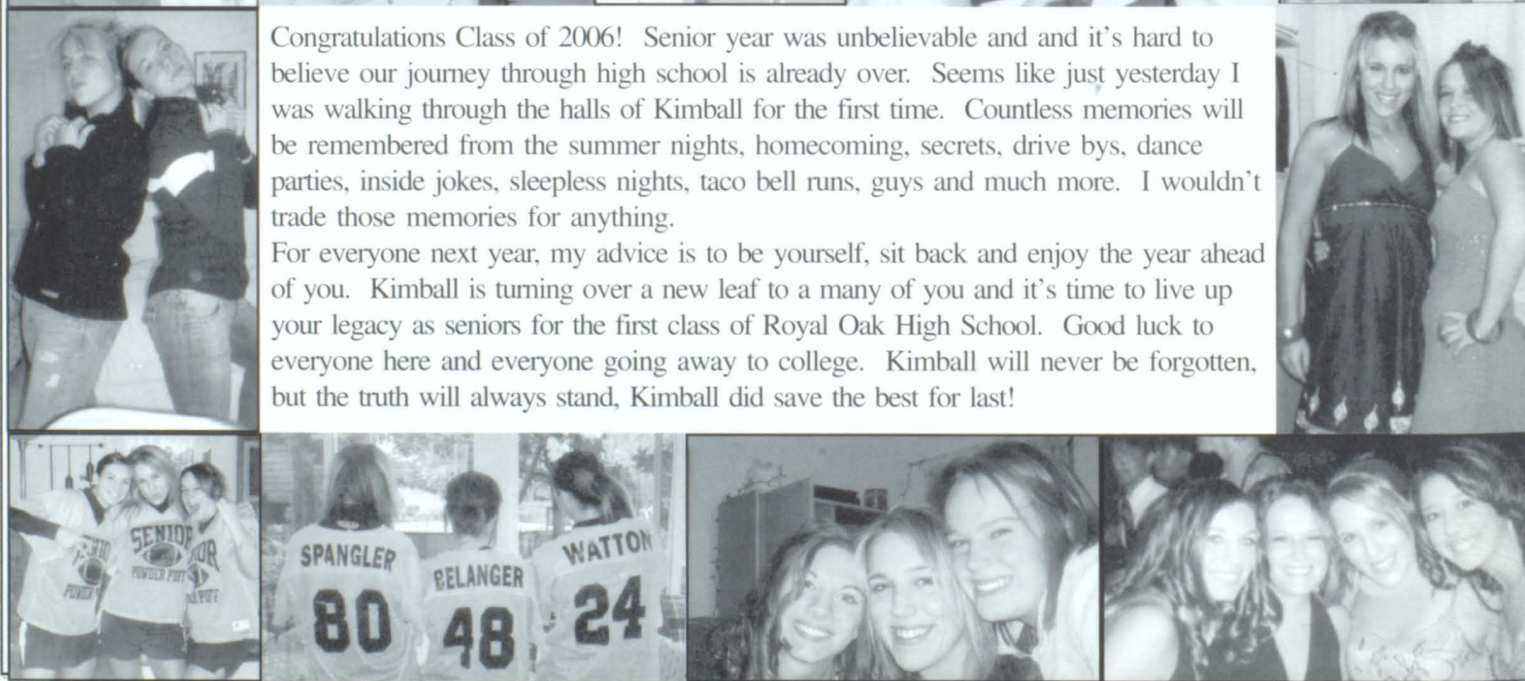 Congratulations Class of 2006! Senior year was unbelievable and and it's hard to
believe our journey through high school is already over. Seems like just yesterday I
was walking through the halls of Kimball for the first time. Countless memories will
be remembered from the summer nights, homecoming, secrets, drive bys, dance
parties, inside jokes, sleepless nights, taco bell runs, guys and much more. I wouldn't
trade those memories for anything.
For everyone next year, my advice is to be yourself, sit back and enjoy the year ahead
of you. Kimball is turning over a new leaf to a many of you and it's time to live up
your legacy as seniors for the first class of Royal Oak High School. Good luck to
everyone here and everyone going away to college. Kimball will never be forgotten,
but the truth will always stand, Kimball did save the best for last!
SENIOR
POWDER PUFF
SPANGLER
80
BELANGER
48
WATTON
24